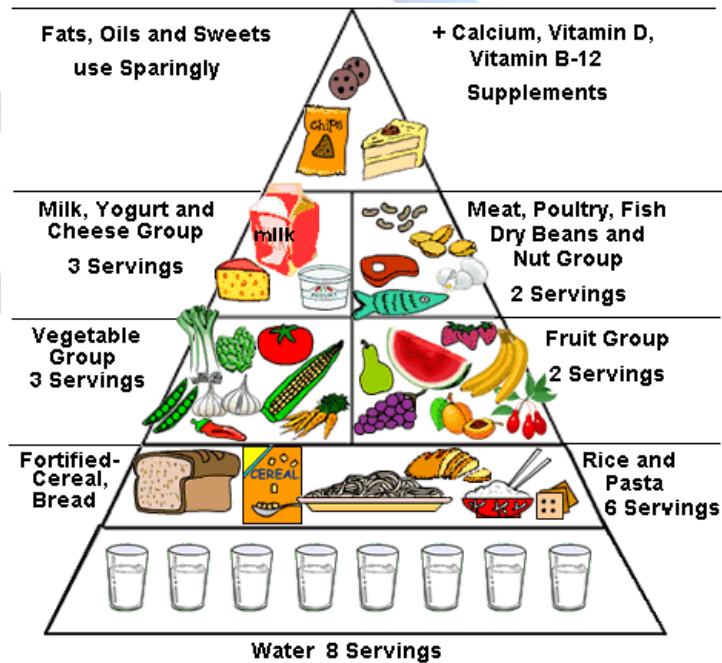 Fats, Oils and Sweets
use Sparingly
+ Calcium, Vitamin D,
Vitamin B-12
Supplements
chips
Milk, Yogurt and
Cheese Group
3 Servings
milk
YOGURT
Meat, Poultry, Fish
Dry Beans and
Nut Group
2 Servings
Vegetable
Group
3 Servings
Fruit Group
2 Servings
Fortified-
Cereal,
Bread
CEREAL
Rice and
Pasta
6 Servings
Water 8 Servings